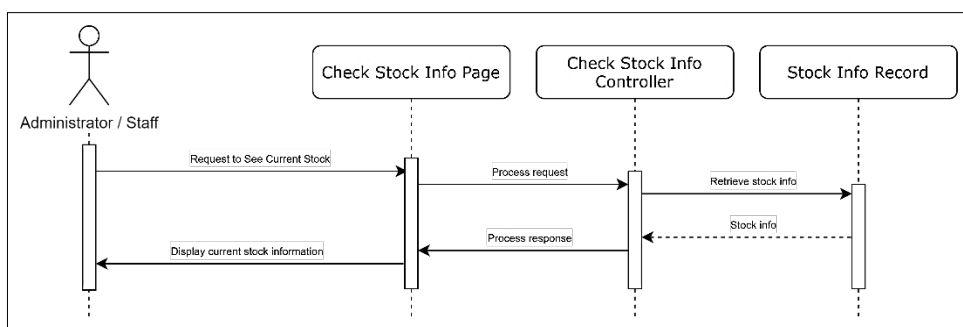 Check Stock Info Page
Check Stock Info
Controller
Stock Info Record
Administrator / Staff
Request to See Current Stock
Process request
Retrieve stock info
Stock info
Process response
Display current stock information